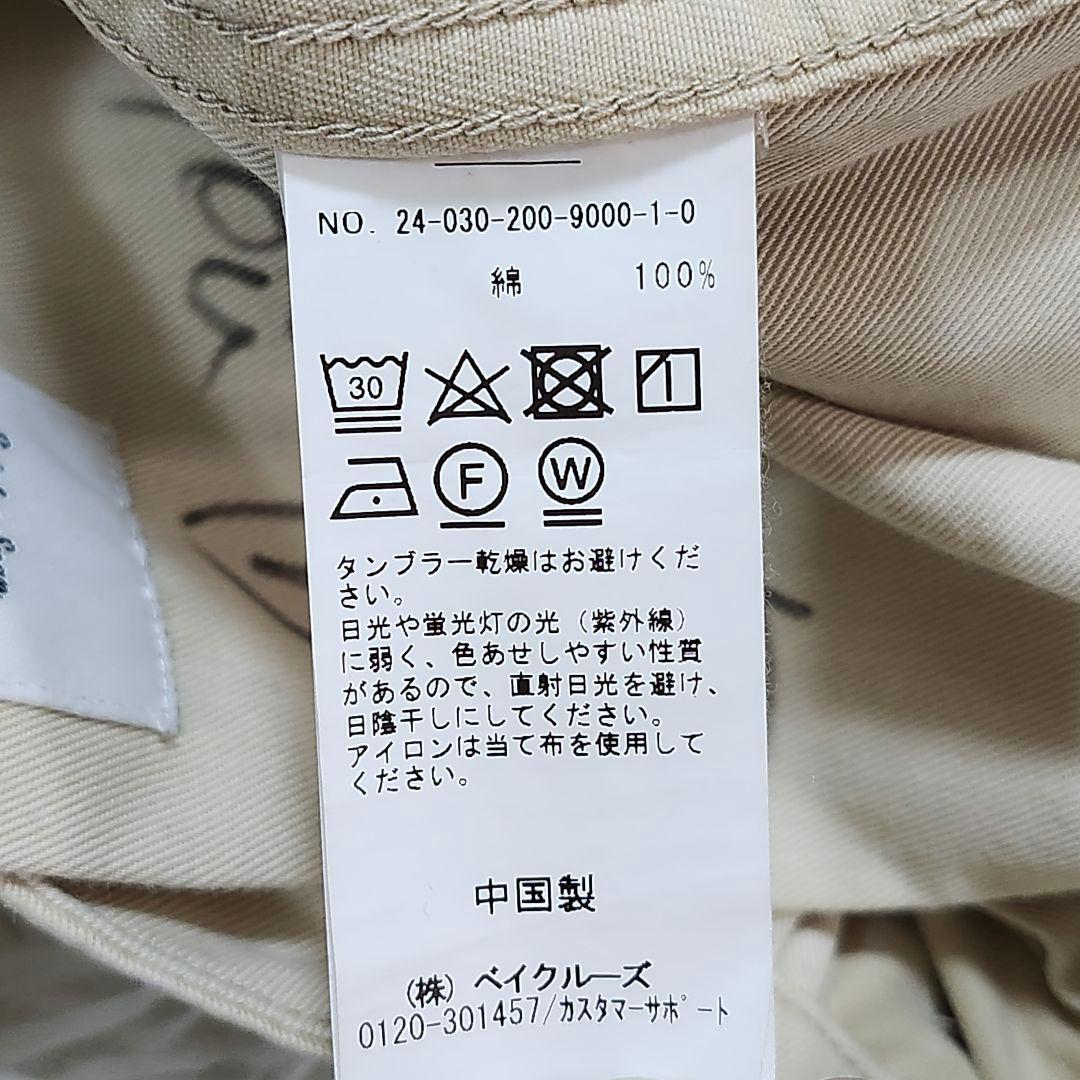 NO. 24-030-200-9000-1-0
綿 100%
30
F W
タンブラー乾燥はお避けくだ
さい。
日光や蛍光灯の光（紫外線）
に弱く、色あせしやすい性質
があるので、直射日光を避け、
日陰干しにしてください。
アイロンは当て布を使用して
ください。
中国製
(株) ベイクルーズ
0120-301457/カスタマーサポート